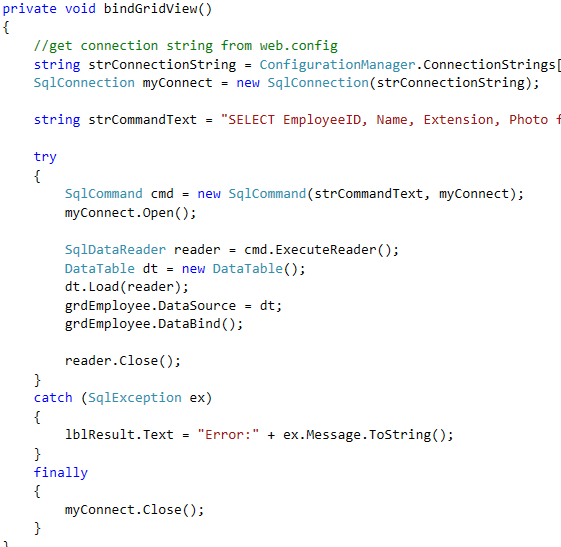 private void bindGridView()
{
//get connection string from web.config
string strConnectionString = ConfigurationManager.ConnectionStrings[
SqlConnection myConnect = new SqlConnection(strConnectionString);
string strCommandText = "SELECT EmployeeID, Name, Extension, Photo f
try
{
SqlCommand cmd = new SqlCommand(strCommandText, myConnect);
myConnect.Open();
SqlDataReader reader = cmd.ExecuteReader();
DataTable dt = new DataTable();
dt.Load(reader);
grdEmployee.DataSource = dt;
grdEmployee.DataBind();
reader.Close();
}
catch (SqlException ex)
{
lblResult.Text = "Error:" + ex.Message.ToString();
}
finally
{
myConnect.Close();
}
}